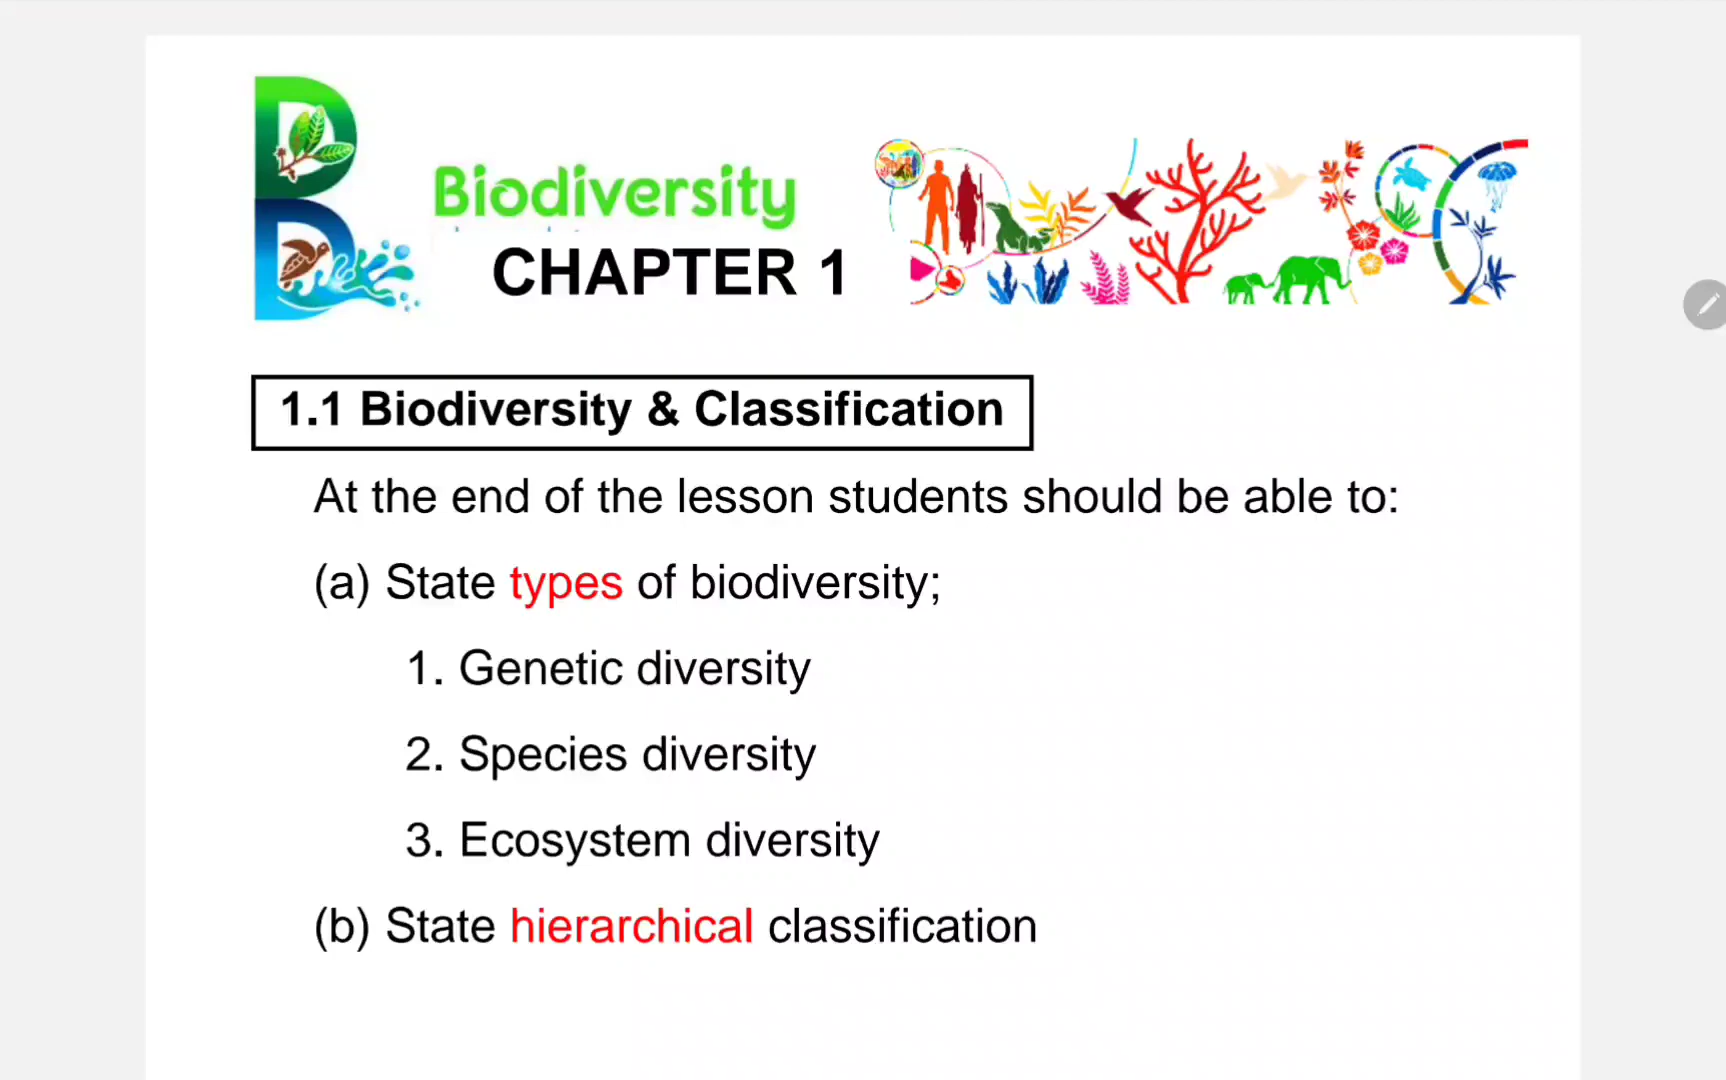 Biodiversity
CHAPTER 1
1.1 Biodiversity & Classification
At the end of the lesson students should be able to:
(a) State types of biodiversity;
1. Genetic diversity
2. Species diversity
3. Ecosystem diversity
(b) State hierarchical classification